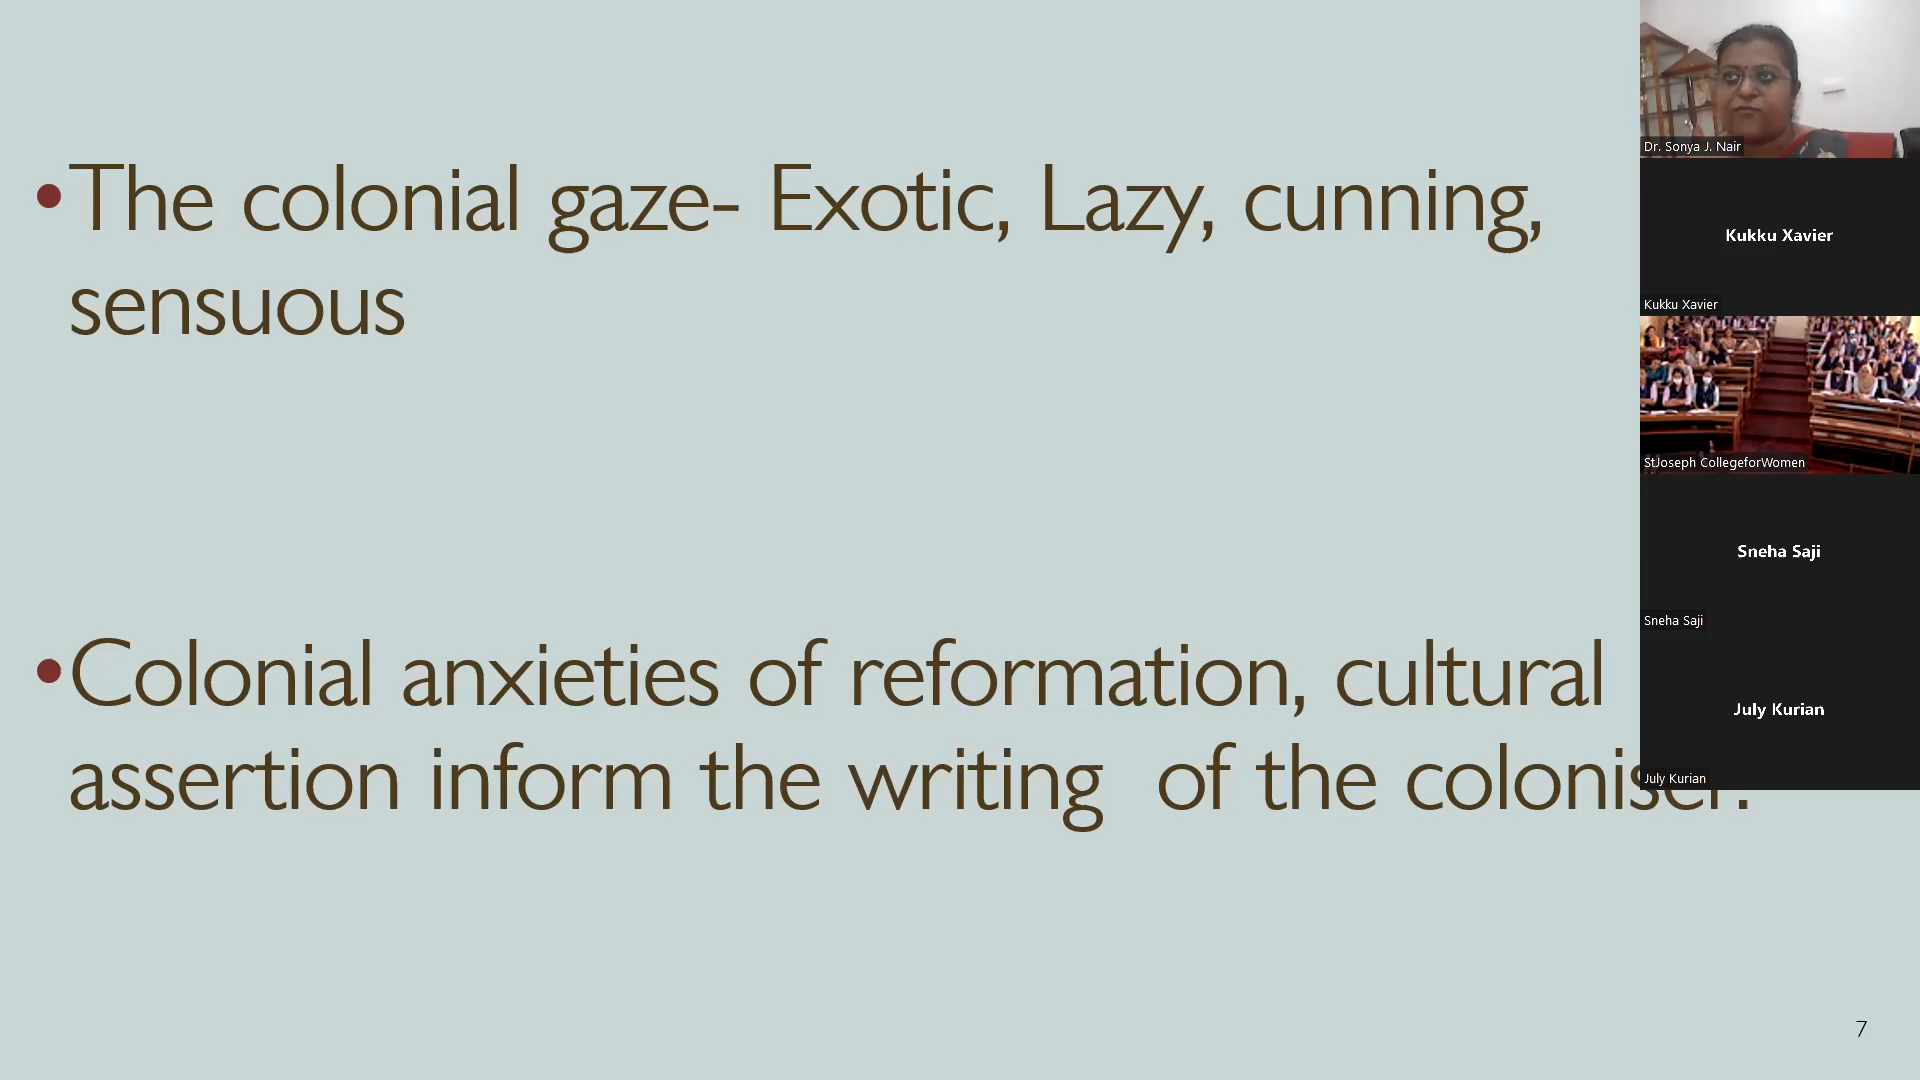 •The colonial gaze- Exotic, Lazy, cunning,
sensuous
•Colonial anxieties of reformation, cultural
assertion inform the writing of the coloniser.
7
Dr. Sonya J. Nair
Kukku Xavier
Kukku Xavier
StJoseph CollegeforWomen
Sneha Saji
Sneha Saji
July Kurian
July Kurian